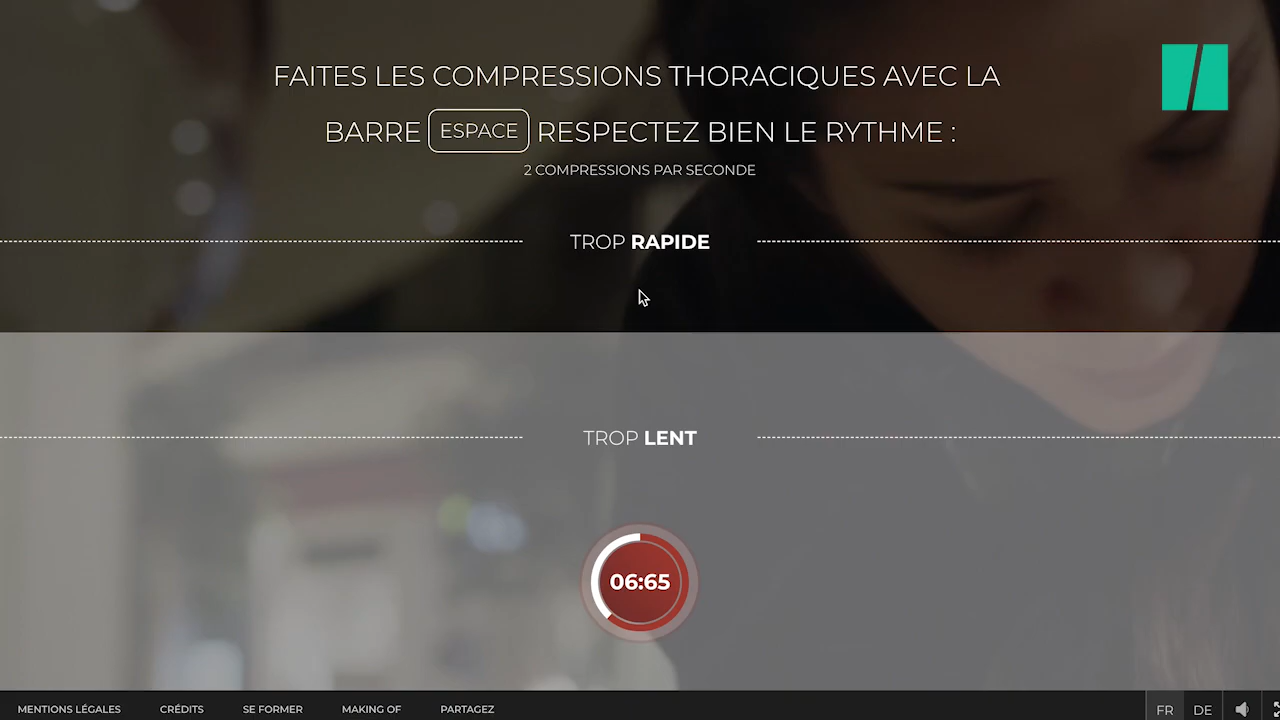 FAITES LES COMPRESSIONS THORACIQUES AVEC LA
BARRE ESPACE RESPECTEZ BIEN LE RYTHME :
2 COMPRESSIONS PAR SECONDE
TROP RAPIDE
TROP LENT
06:65
MENTIONS LÉGALES CRÉDITS SE FORMER MAKING OF PARTAGEZ FR DE